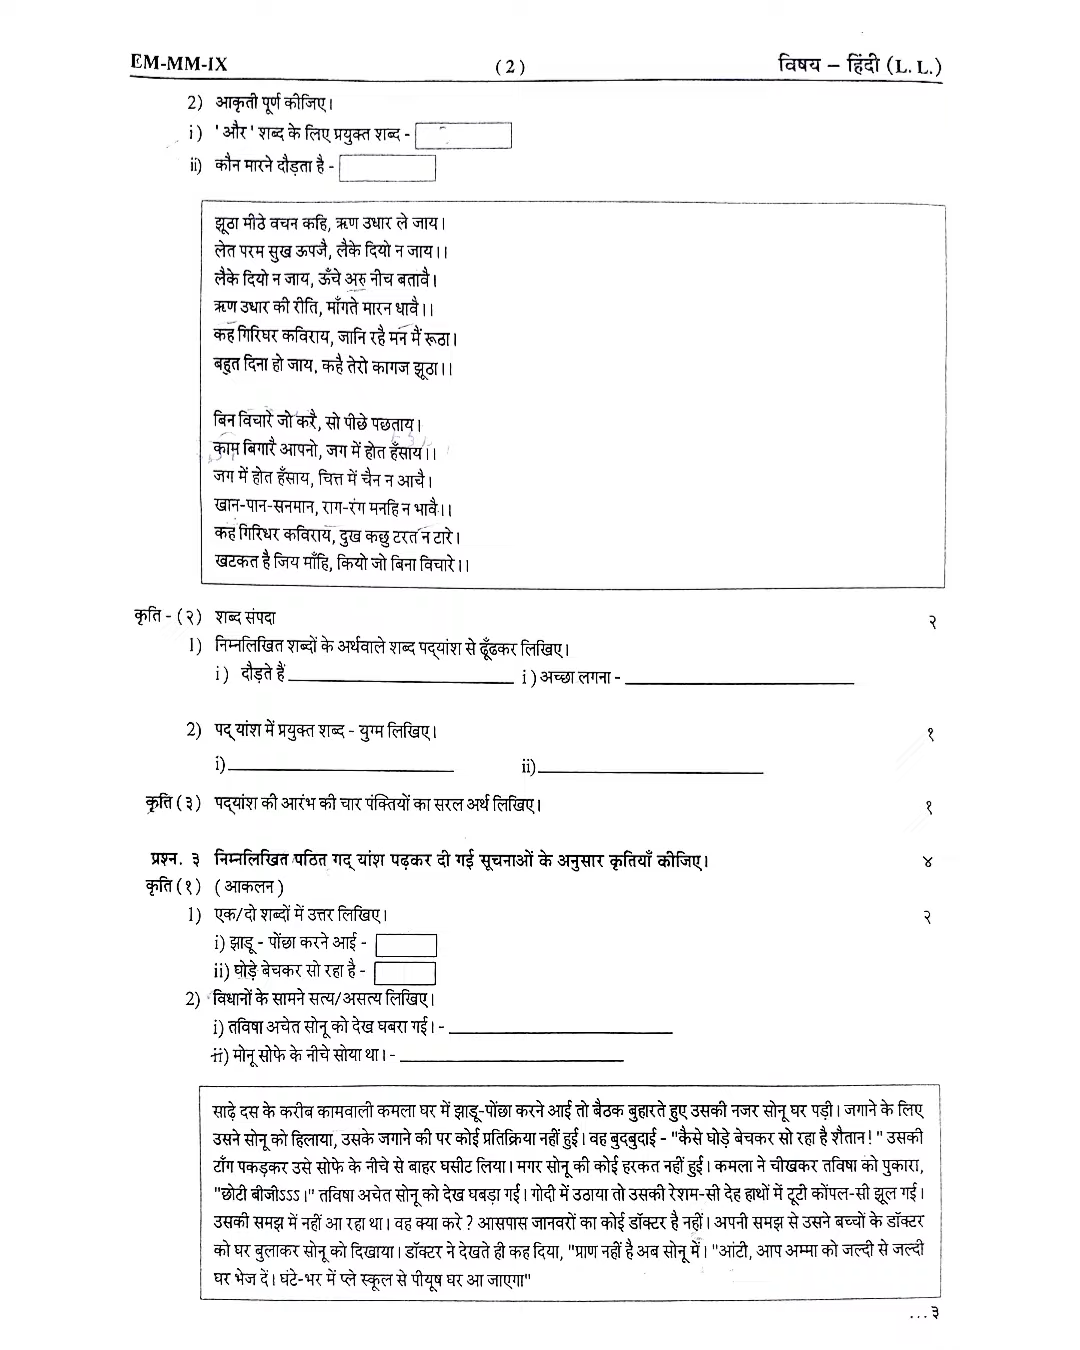 EM-MM-IX (2) विषय – हिंदी (L. L.)
2) आकृती पूर्ण कीजिए।
i) 'और' शब्द के लिए प्रयुक्त शब्द -
ii) कौन मारने दौड़ता है -
झूठा मीठे वचन कहि, ऋण उधार ले जाय।
लेत परम सुख ऊपजै, लैके दियो न जाय।।
लैके दियो न जाय, ऊँचे अरु नीच बतावै।
ऋण उधार की रीति, माँगते मारन धावै।।
कह गिरिधर कविराय, जानि रहै मन मैं रूठा।
बहुत दिना हो जाय, कहै तेरो कागज झूठा।।
बिन विचारे जो करै, सो पीछे पछताय।
काम बिगारै आपनो, जग में होत हँसाय।।
जग में होत हँसाय, चित्त में चैन न आचै।
खान-पान-सनमान, राग-रंग मनहि न भावै।।
कह गिरिधर कविराय, दुख कछु टरत न टारे।
खटकत है जिय माँहि, कियो जो बिना विचारे।।
कृति - (२) शब्द संपदा २
1) निम्नलिखित शब्दों के अर्थवाले शब्द पद्यांश से ढूँढकर लिखिए।
i) दौड़ते हैं i) अच्छा लगना -
2) पद्यांश में प्रयुक्त शब्द - युग्म लिखिए। १
i) ii)
कृति (३) पद्यांश की आरंभ की चार पंक्तियों का सरल अर्थ लिखिए। १
प्रश्न. ३ निम्नलिखित पठित गद्यांश पढ़कर दी गई सूचनाओं के अनुसार कृतियाँ कीजिए। ४
कृति (१) (आकलन)
1) एक/दो शब्दों में उत्तर लिखिए। २
i) झाडू - पोंछा करने आई -
ii) घोड़े बेचकर सो रहा है -
2) विधानों के सामने सत्य/असत्य लिखिए।
i) तविषा अचेत सोनू को देख घबरा गई। -
ii) मोनू सोफे के नीचे सोया था। -
साढ़े दस के करीब कामवाली कमला घर में झाडू-पोंछा करने आई तो बैठक बुहारते हुए उसकी नजर सोनू घर पड़ी। जगाने के लिए
उसने सोनू को हिलाया, उसके जगाने की पर कोई प्रतिक्रिया नहीं हुई। वह बुदबुदाई - "कैसे घोड़े बेचकर सो रहा है शैतान!" उसकी
टाँग पकड़कर उसे सोफे के नीचे से बाहर घसीट लिया। मगर सोनू की कोई हरकत नहीं हुई। कमला ने चीखकर तविषा को पुकारा,
"छोटी बीजीऽऽऽ।" तविषा अचेत सोनू को देख घबड़ा गई। गोदी में उठाया तो उसकी रेशम-सी देह हाथों में टूटी कोंपल-सी झूल गई।
उसकी समझ में नहीं आ रहा था। वह क्या करे? आसपास जानवरों का कोई डॉक्टर है नहीं। अपनी समझ से उसने बच्चों के डॉक्टर
को घर बुलाकर सोनू को दिखाया। डॉक्टर ने देखते ही कह दिया, "प्राण नहीं है अब सोनू में। "आंटी, आप अम्मा को जल्दी से जल्दी
घर भेज दें। घंटे-भर में प्ले स्कूल से पीयूष घर आ जाएगा"
...३